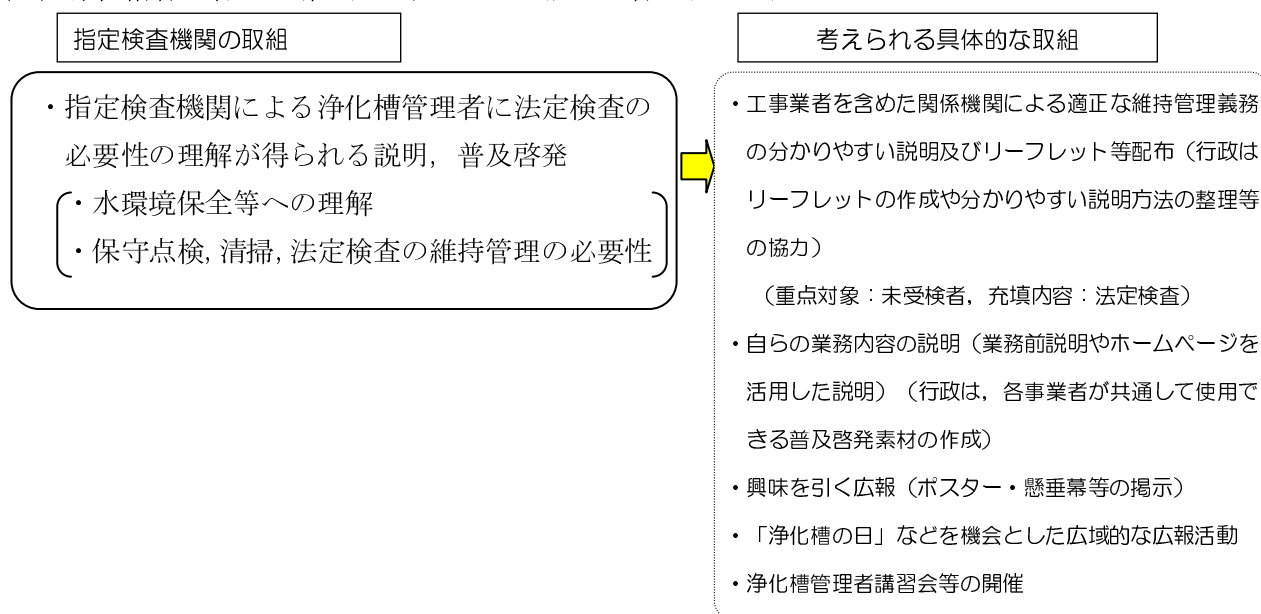 指定検査機関の取組
・指定検査機関による浄化槽管理者に法定検査の
必要性の理解が得られる説明，普及啓発
・水環境保全等への理解
・保守点検，清掃，法定検査の維持管理の必要性
考えられる具体的な取組
・工事業者を含めた関係機関による適正な維持管理義務
の分かりやすい説明及びリーフレット等配布（行政は
リーフレットの作成や分かりやすい説明方法の整理等
の協力）
（重点対象：未受検者，充填内容：法定検査）
・自らの業務内容の説明（業務前説明やホームページを
活用した説明）（行政は，各事業者が共通して使用で
きる普及啓発素材の作成）
・興味を引く広報（ポスター・懸垂幕等の掲示）
・「浄化槽の日」などを機会とした広域的な広報活動
・浄化槽管理者講習会等の開催